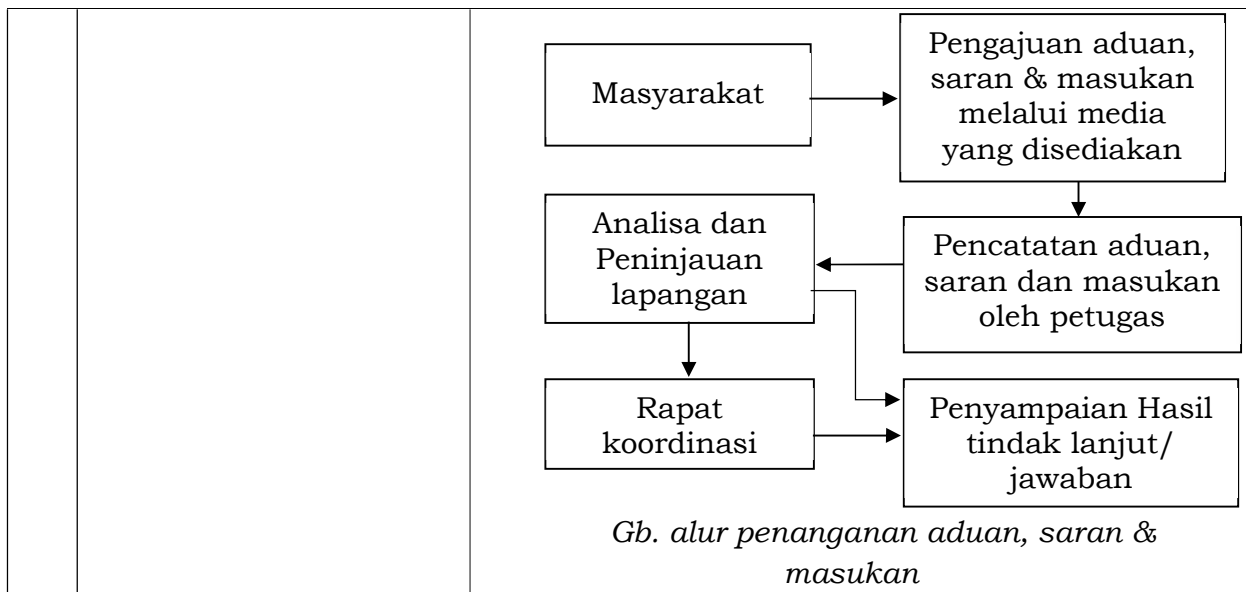 Masyarakat
Pengajuan aduan,
saran & masukan
melalui media
yang disediakan
Pencatatan aduan,
saran dan masukan
oleh petugas
Analisa dan
Peninjauan
lapangan
Rapat
koordinasi
Penyampaian Hasil
tindak lanjut/
jawaban
Gb. alur penanganan aduan, saran &
masukan